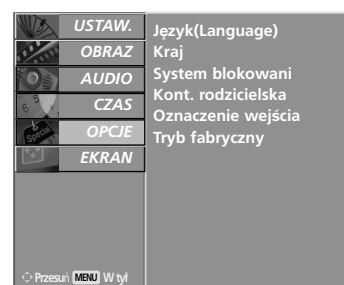 USTAW.
OBRAZ
AUDIO
CZAS
OPCJE
EKRAN
Język(Language)
Kraj
System blokowani
Kont. rodzicielska
Oznaczenie wejścia
Tryb fabryczny
Przesuń MENU W tył